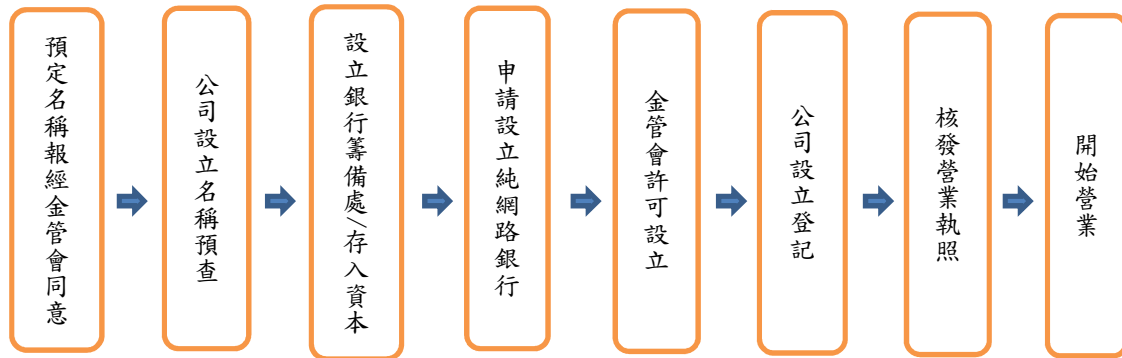 預定名稱報經金管會同意
公司設立名稱預查
設立銀行籌備處/存入資本
申請設立純網路銀行
金管會許可設立
公司設立登記
核發營業執照
開始營業